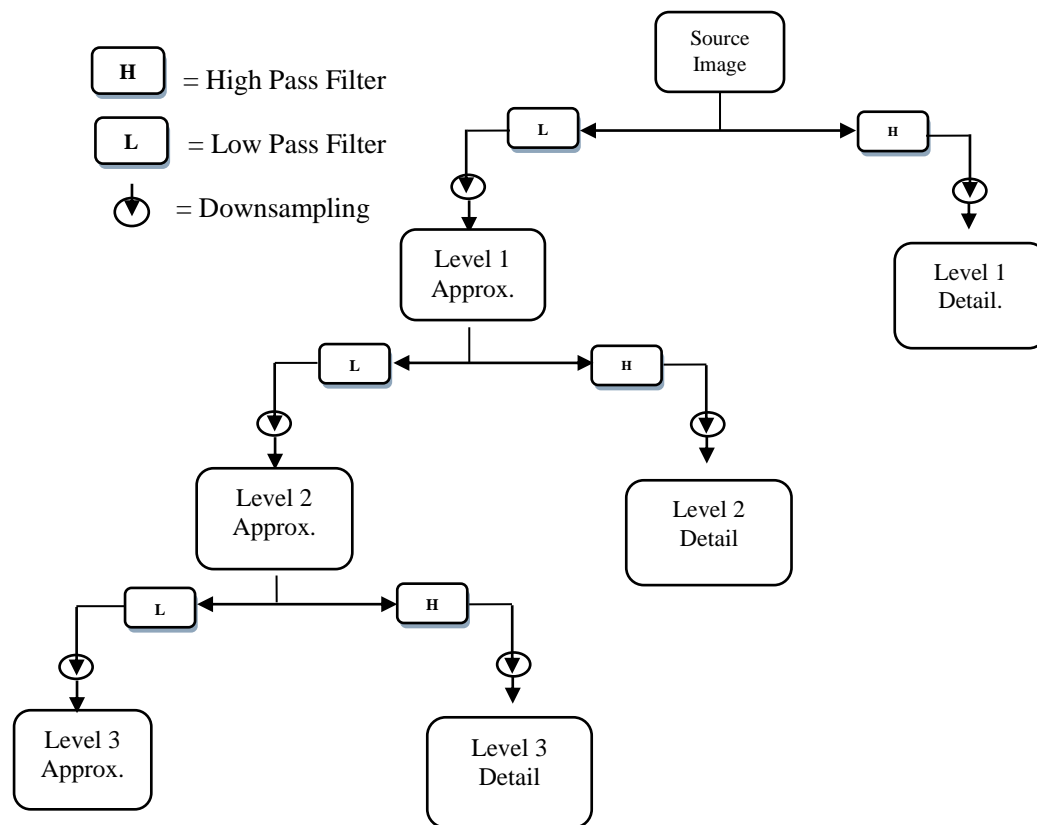 Source
Image
H
= High Pass Filter
L
= Low Pass Filter
= Downsampling
L
H
Level 1
Approx.
Level 1
Detail.
L
H
Level 2
Approx.
Level 2
Detail
L
H
Level 3
Approx.
Level 3
Detail